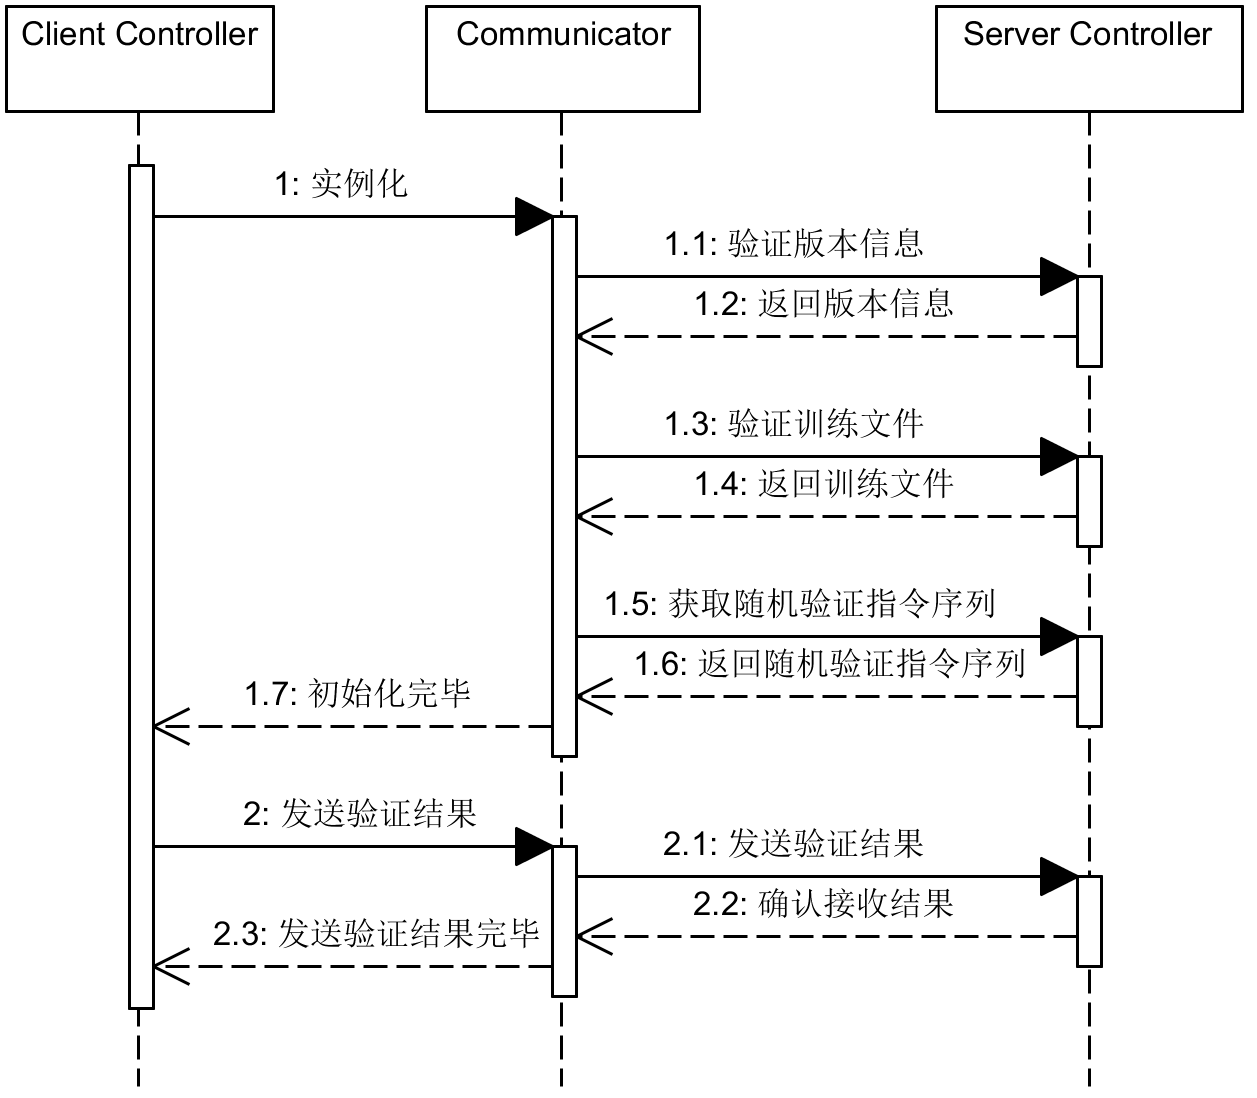 Client Controller
Communicator
Server Controller
1: 实例化
1.1: 验证版本信息
1.2: 返回版本信息
1.3: 验证训练文件
1.4: 返回训练文件
1.5: 获取随机验证指令序列
1.6: 返回随机验证指令序列
1.7: 初始化完毕
2: 发送验证结果
2.1: 发送验证结果
2.2: 确认接收结果
2.3: 发送验证结果完毕